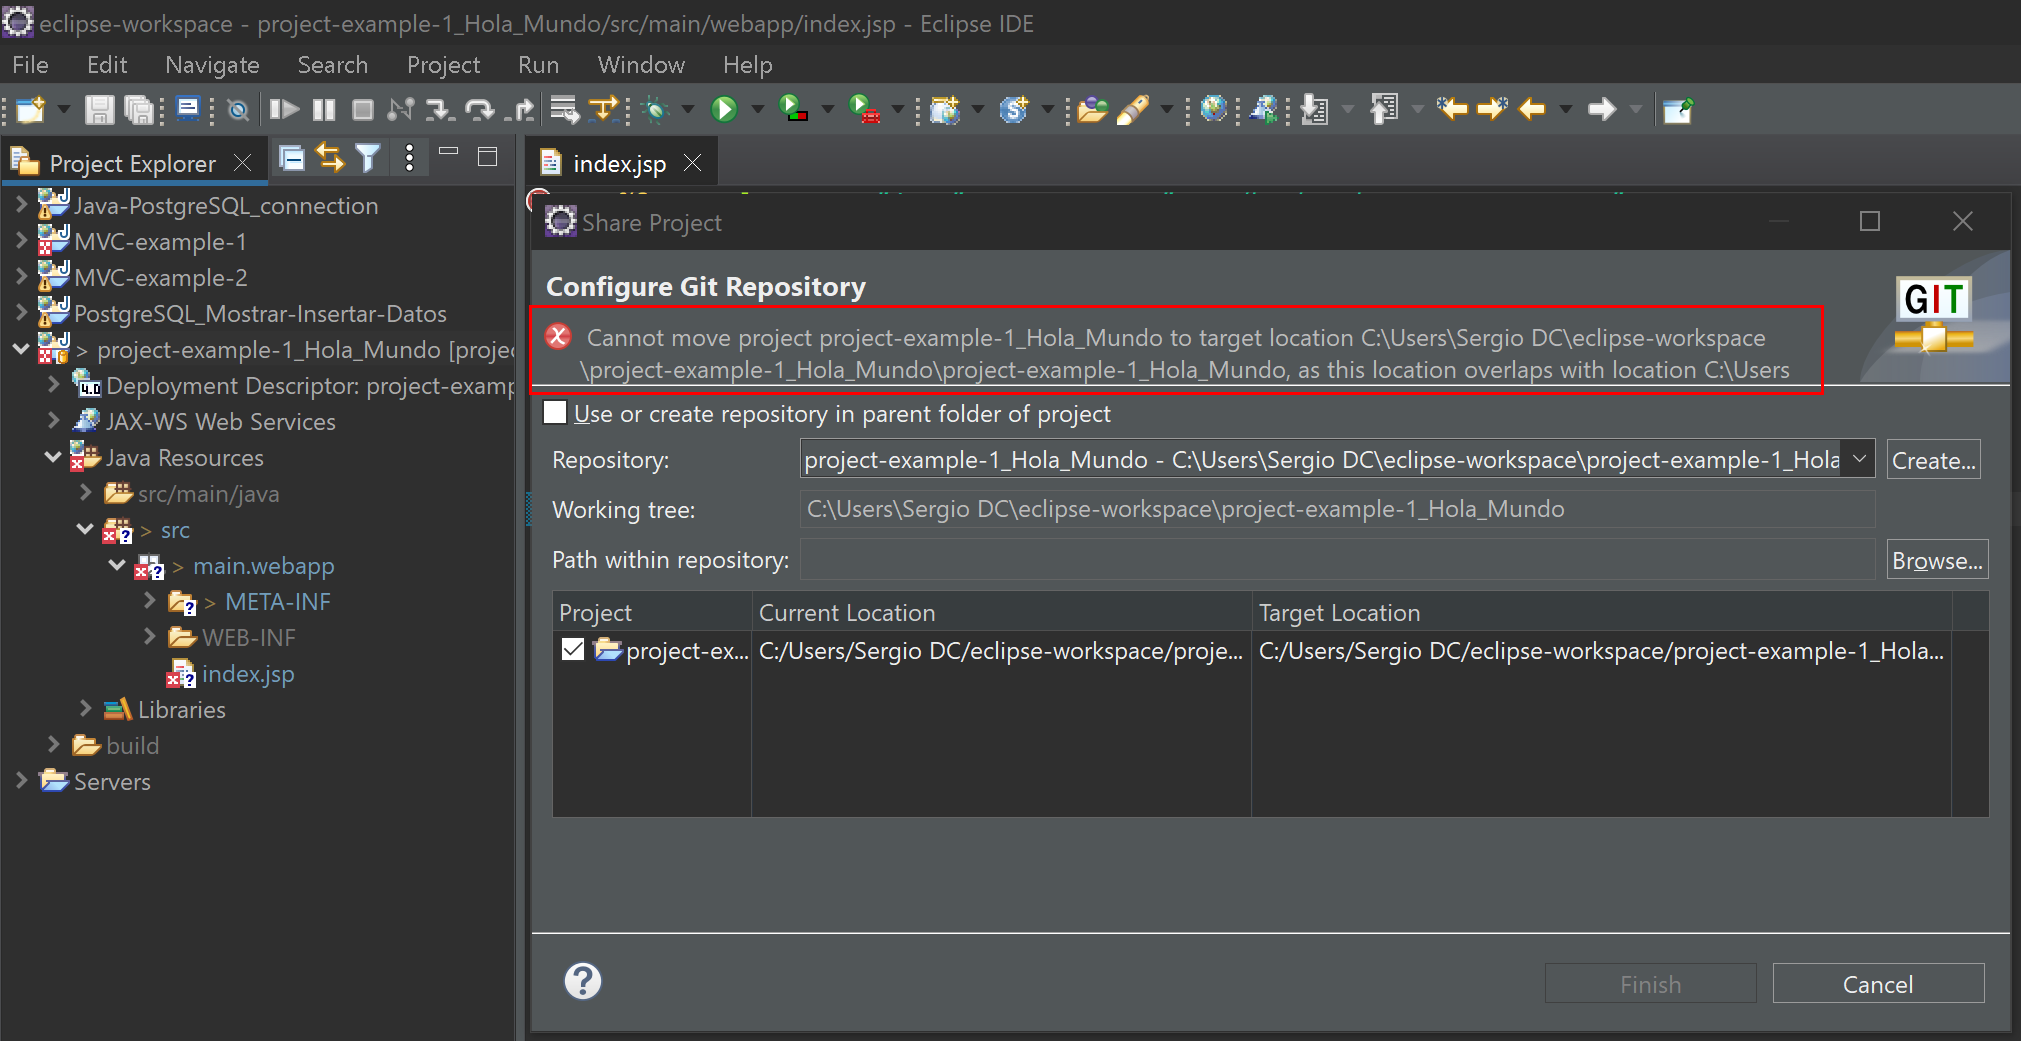 eclipse-workspace - project-example-1_Hola_Mundo/src/main/webapp/index.jsp - Eclipse IDE
File Edit Navigate Search Project Run Window Help
Project Explorer
index.jsp
Java-PostgreSQL_connection
MVC-example-1
MVC-example-2
PostgreSQL_Mostrar-Insertar-Datos
> project-example-1_Hola_Mundo [projec
Deployment Descriptor: project-examp
JAX-WS Web Services
Java Resources
src/main/java
> src
> main.webapp
> META-INF
WEB-INF
index.jsp
Libraries
build
Servers
Share Project
Configure Git Repository
GIT
Cannot move project project-example-1_Hola_Mundo to target location C:\Users\Sergio DC\eclipse-workspace
\project-example-1_Hola_Mundo\project-example-1_Hola_Mundo, as this location overlaps with location C:\Users
Use or create repository in parent folder of project
Repository: project-example-1_Hola_Mundo - C:\Users\Sergio DC\eclipse-workspace\project-example-1_Hola Create...
Working tree: C:\Users\Sergio DC\eclipse-workspace\project-example-1_Hola_Mundo
Path within repository: Browse...
Project Current Location Target Location
project-ex... C:/Users/Sergio DC/eclipse-workspace/proje... C:/Users/Sergio DC/eclipse-workspace/project-example-1_Hola...
Finish Cancel